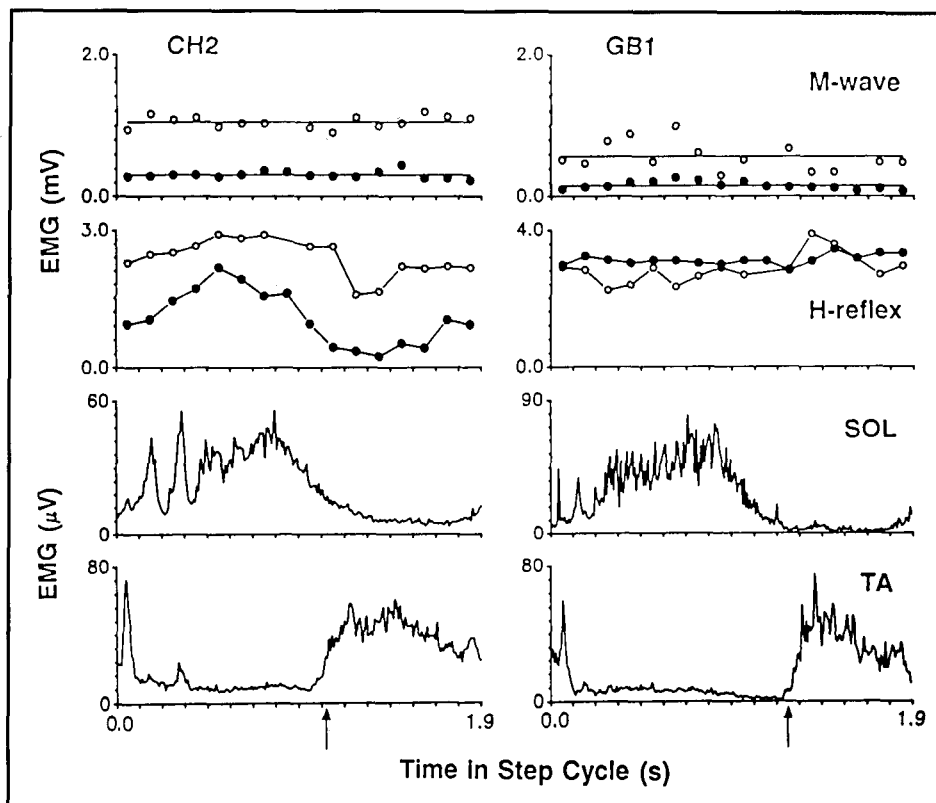 CH2
GB1
2.0
0.0
2.0
0.0
M-wave
EMG (mV)
3.0
0.0
4.0
0.0
H-reflex
60
0
90
0
SOL
EMG (μV)
80
0
80
0
TA
0.0
1.9
0.0
1.9
Time in Step Cycle (s)